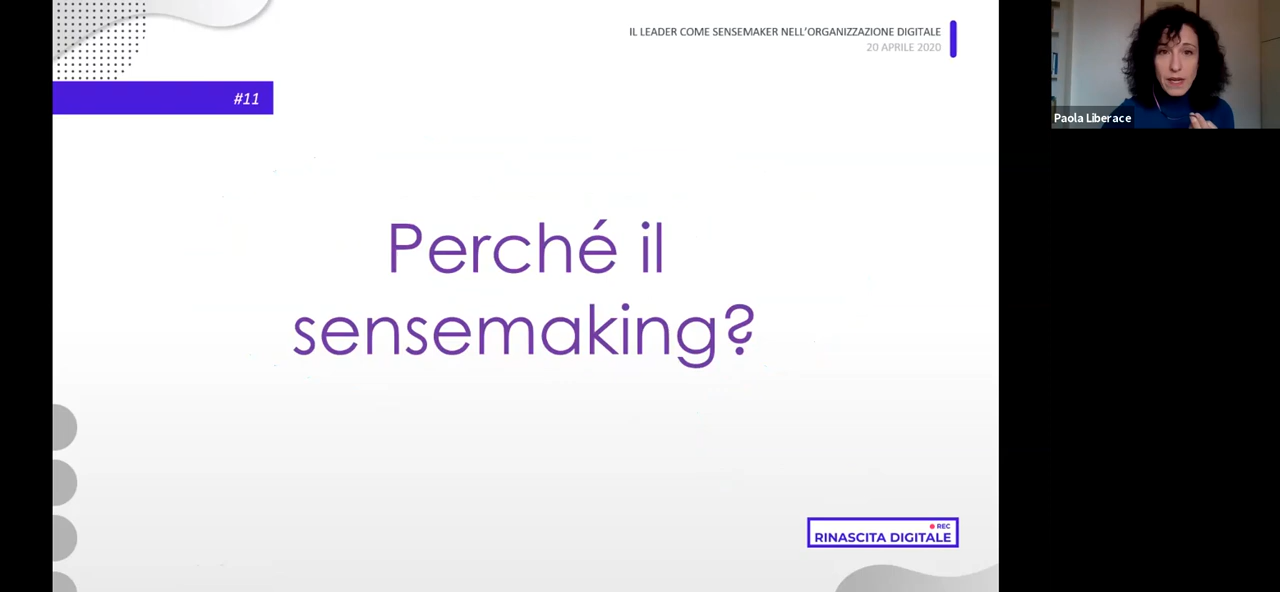 IL LEADER COME SENSEMAKER NELL'ORGANIZZAZIONE DIGITALE
20 APRILE 2020
#11
Paola Liberace
Perché il
sensemaking?
REC
RINASCITA DIGITALE